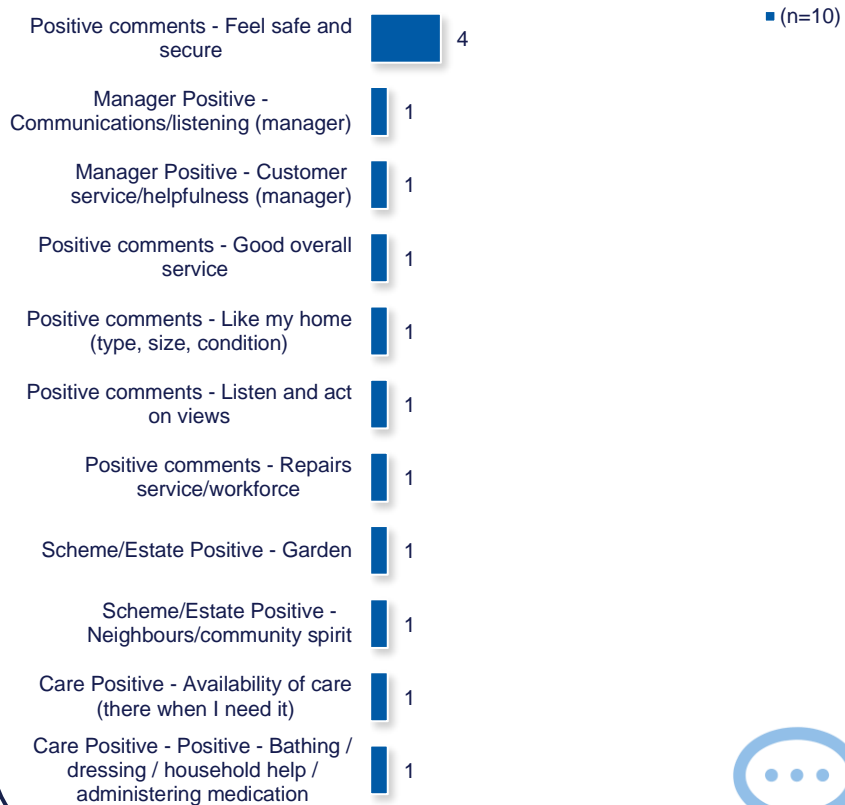 (n=10)
Positive comments - Feel safe and
secure
4
Manager Positive -
Communications/listening (manager)
1
Manager Positive - Customer
service/helpfulness (manager)
1
Positive comments - Good overall
service
1
Positive comments - Like my home
(type, size, condition)
1
Positive comments - Listen and act
on views
1
Positive comments - Repairs
service/workforce
1
Scheme/Estate Positive - Garden
1
Scheme/Estate Positive -
Neighbours/community spirit
1
Care Positive - Availability of care
(there when I need it)
1
Care Positive - Positive - Bathing /
dressing / household help /
administering medication
1